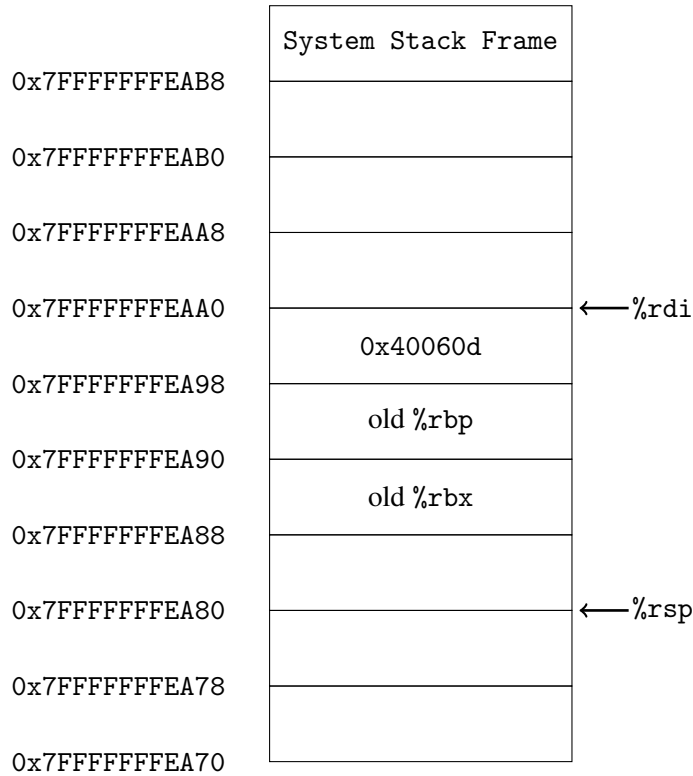 System Stack Frame
0x7FFFFFFFEAB8
0x7FFFFFFFEAB0
0x7FFFFFFFEAA8
0x7FFFFFFFEAA0
%rdi
0x40060d
0x7FFFFFFFEA98
old %rbp
0x7FFFFFFFEA90
old %rbx
0x7FFFFFFFEA88
0x7FFFFFFFEA80
%rsp
0x7FFFFFFFEA78
0x7FFFFFFFEA70